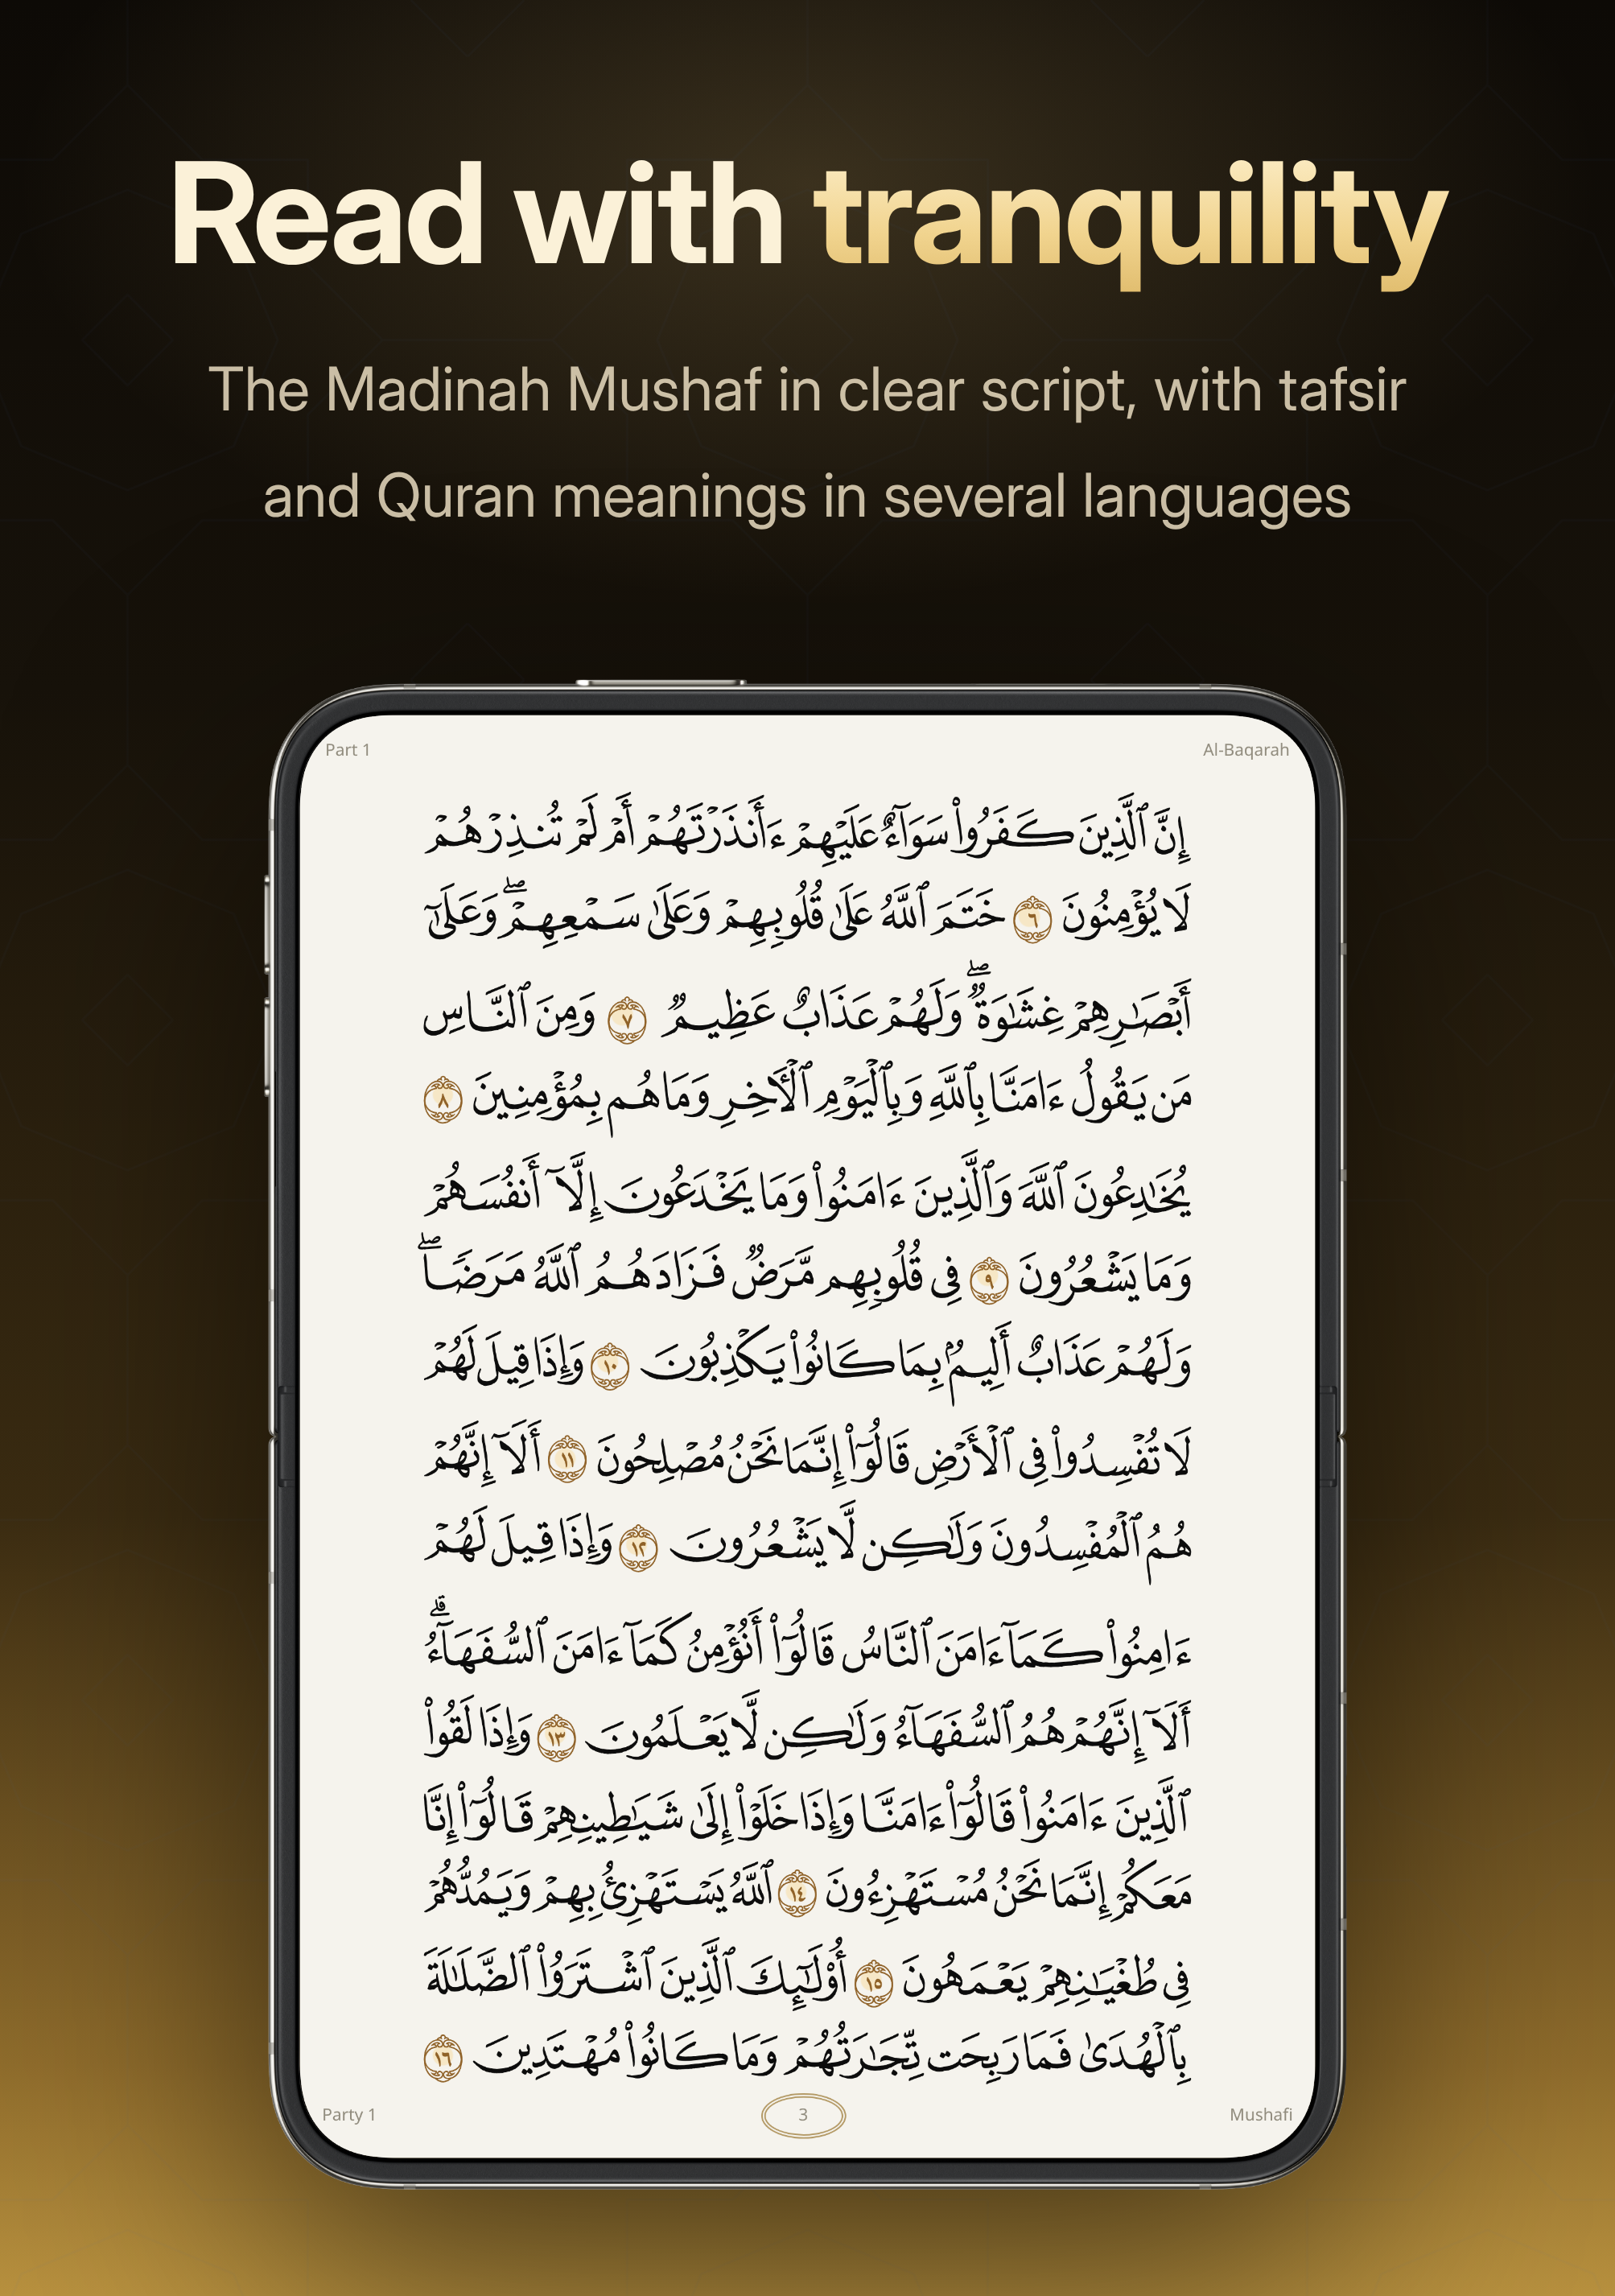 Read with tranquility
The Madinah Mushaf in clear script, with tafsir
and Quran meanings in several languages
Part 1
Al-Baqarah
إِنَّ ٱلَّذِينَ كَفَرُوا۟ سَوَآءٌ عَلَيْهِمْ ءَأَنذَرْتَهُمْ أَمْ لَمْ تُنذِرْهُمْ
لَا يُؤْمِنُونَ ٦ خَتَمَ ٱللَّهُ عَلَىٰ قُلُوبِهِمْ وَعَلَىٰ سَمْعِهِمْ ۖ وَعَلَىٰٓ
أَبْصَـٰرِهِمْ غِشَـٰوَةٌ ۖ وَلَهُمْ عَذَابٌ عَظِيمٌ ٧ وَمِنَ ٱلنَّاسِ
مَن يَقُولُ ءَامَنَّا بِٱللَّهِ وَبِٱلْيَوْمِ ٱلْـَٔاخِرِ وَمَا هُم بِمُؤْمِنِينَ ٨
يُخَـٰدِعُونَ ٱللَّهَ وَٱلَّذِينَ ءَامَنُوا۟ وَمَا يَخْدَعُونَ إِلَّآ أَنفُسَهُمْ
وَمَا يَشْعُرُونَ ٩ فِى قُلُوبِهِم مَّرَضٌ فَزَادَهُمُ ٱللَّهُ مَرَضًا ۖ
وَلَهُمْ عَذَابٌ أَلِيمٌۢ بِمَا كَانُوا۟ يَكْذِبُونَ ١٠ وَإِذَا قِيلَ لَهُمْ
لَا تُفْسِدُوا۟ فِى ٱلْأَرْضِ قَالُوٓا۟ إِنَّمَا نَحْنُ مُصْلِحُونَ ١١ أَلَآ إِنَّهُمْ
هُمُ ٱلْمُفْسِدُونَ وَلَـٰكِن لَّا يَشْعُرُونَ ١٢ وَإِذَا قِيلَ لَهُمْ
ءَامِنُوا۟ كَمَآ ءَامَنَ ٱلنَّاسُ قَالُوٓا۟ أَنُؤْمِنُ كَمَآ ءَامَنَ ٱلسُّفَهَآءُ ۗ
أَلَآ إِنَّهُمْ هُمُ ٱلسُّفَهَآءُ وَلَـٰكِن لَّا يَعْلَمُونَ ١٣ وَإِذَا لَقُوا۟
ٱلَّذِينَ ءَامَنُوا۟ قَالُوٓا۟ ءَامَنَّا وَإِذَا خَلَوْا۟ إِلَىٰ شَيَـٰطِينِهِمْ قَالُوٓا۟ إِنَّا
مَعَكُمْ إِنَّمَا نَحْنُ مُسْتَهْزِءُونَ ١٤ ٱللَّهُ يَسْتَهْزِئُ بِهِمْ وَيَمُدُّهُمْ
فِى طُغْيَـٰنِهِمْ يَعْمَهُونَ ١٥ أُو۟لَـٰٓئِكَ ٱلَّذِينَ ٱشْتَرَوُا۟ ٱلضَّلَـٰلَةَ
بِٱلْهُدَىٰ فَمَا رَبِحَت تِّجَـٰرَتُهُمْ وَمَا كَانُوا۟ مُهْتَدِينَ ١٦
Party 1
3
Mushafi